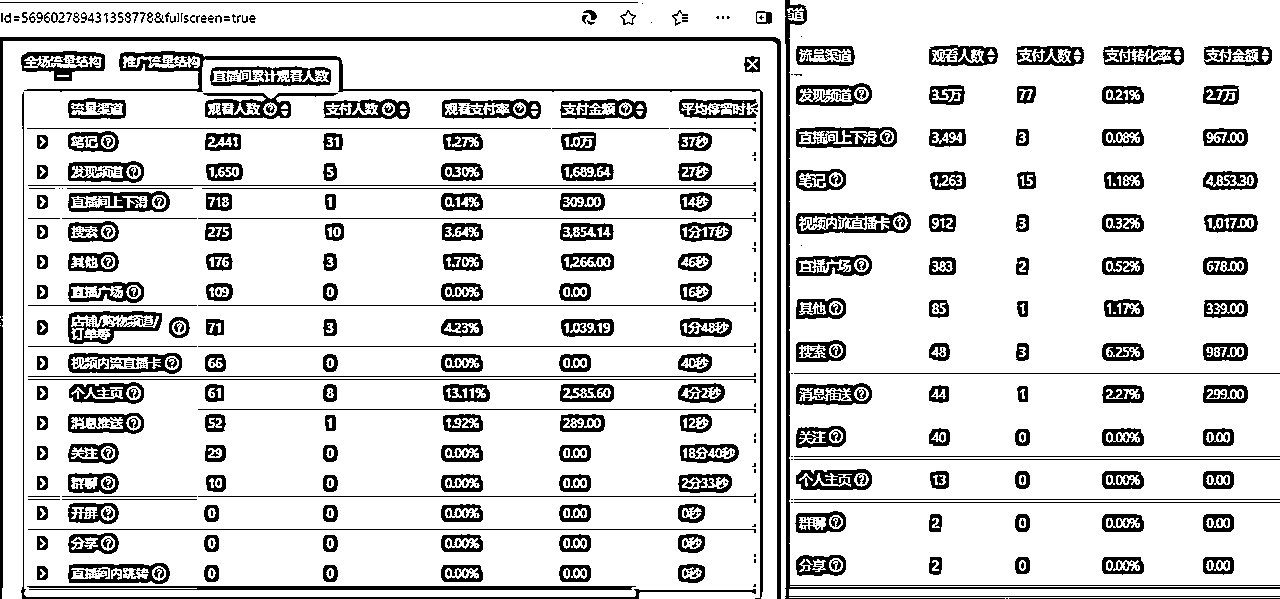 id=569602789431358778&fullscreen=true
全场流量结构 推广流量结构
直播间累计观看人数
流量渠道 观看人数 支付人数 观看支付率 支付金额 平均停留时长
笔记 2,441 31 1.27% 1.0万 37秒
发现频道 1,650 5 0.30% 1,689.64 27秒
直播间上下滑 718 1 0.14% 309.00 14秒
搜索 275 10 3.64% 3,854.14 1分17秒
其他 176 3 1.70% 1,266.00 46秒
直播广场 109 0 0.00% 0.00 16秒
店铺/购物频道/
订单等 71 3 4.23% 1,039.19 1分48秒
视频内流直播卡 66 0 0.00% 0.00 40秒
个人主页 61 8 13.11% 2,585.60 4分2秒
消息推送 52 1 1.92% 289.00 12秒
关注 29 0 0.00% 0.00 18分40秒
群聊 10 0 0.00% 0.00 2分33秒
开屏 0 0 0.00% 0.00 0秒
分享 0 0 0.00% 0.00 0秒
直播间内跳转 0 0 0.00% 0.00 0秒
道
流量渠道 观看人数 支付人数 支付转化率 支付金额
发现频道 3.5万 77 0.21% 2.7万
直播间上下滑 3,494 3 0.08% 967.00
笔记 1,263 15 1.18% 4,853.30
视频内流直播卡 912 3 0.32% 1,017.00
直播广场 383 2 0.52% 678.00
其他 85 1 1.17% 339.00
搜索 48 3 6.25% 987.00
消息推送 44 1 2.27% 299.00
关注 40 0 0.00% 0.00
个人主页 13 0 0.00% 0.00
群聊 2 0 0.00% 0.00
分享 2 0 0.00% 0.00